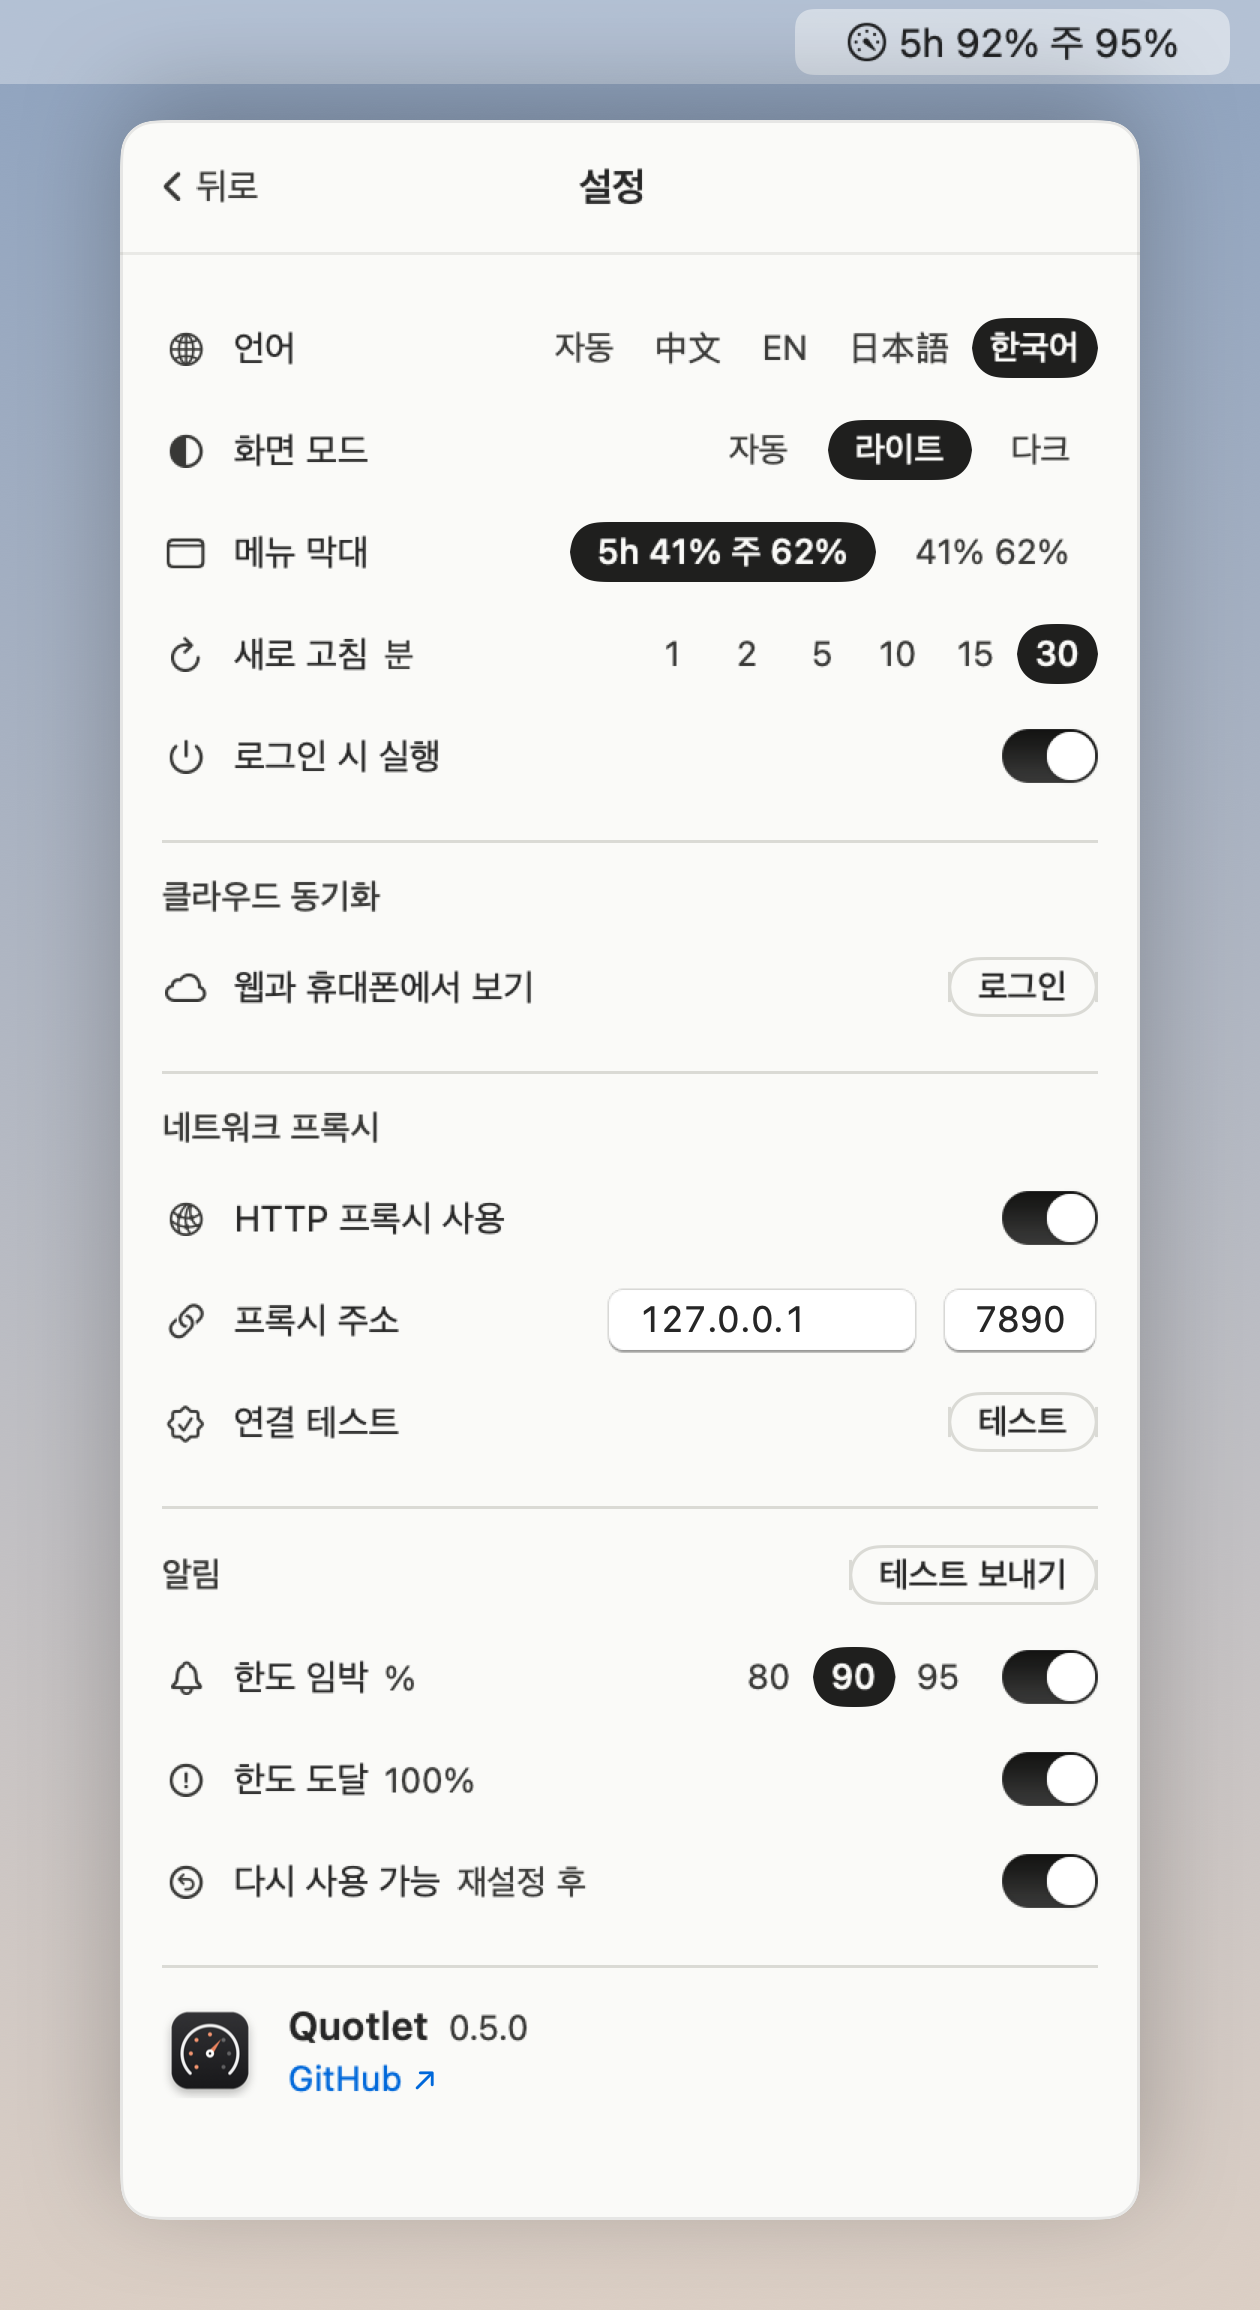 5h 92% 주 95%
뒤로 설정
언어 자동 中文 EN 日本語 한국어
화면 모드 자동 라이트 다크
메뉴 막대 5h 41% 주 62% 41% 62%
새로 고침 분 1 2 5 10 15 30
로그인 시 실행
클라우드 동기화
웹과 휴대폰에서 보기 로그인
네트워크 프록시
HTTP 프록시 사용
프록시 주소 127.0.0.1 7890
연결 테스트 테스트
알림 테스트 보내기
한도 임박 % 80 90 95
한도 도달 100%
다시 사용 가능 재설정 후
Quotlet 0.5.0
GitHub ↗